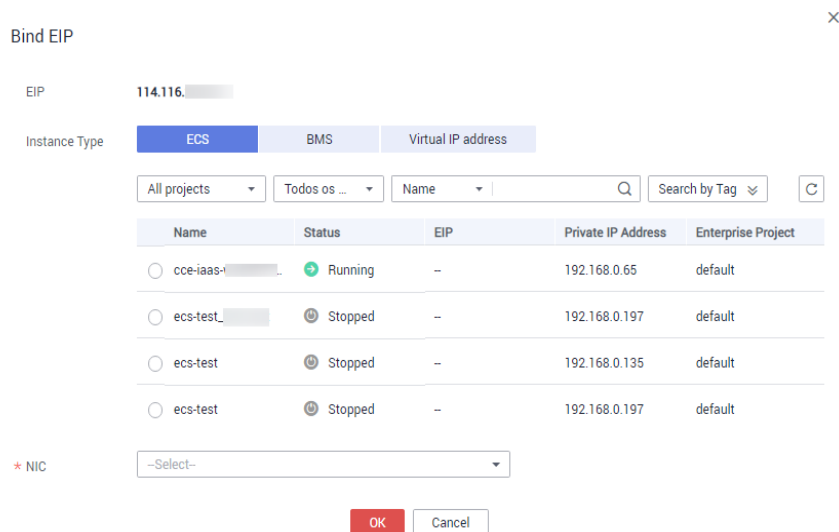 Bind EIP
EIP 114.116.
Instance Type ECS BMS Virtual IP address
All projects Todos os ... Name Search by Tag
Name Status EIP Private IP Address Enterprise Project
cce-iaas- .. Running -- 192.168.0.65 default
ecs-test_ Stopped -- 192.168.0.197 default
ecs-test Stopped -- 192.168.0.135 default
ecs-test Stopped -- 192.168.0.197 default
* NIC --Select--
OK Cancel